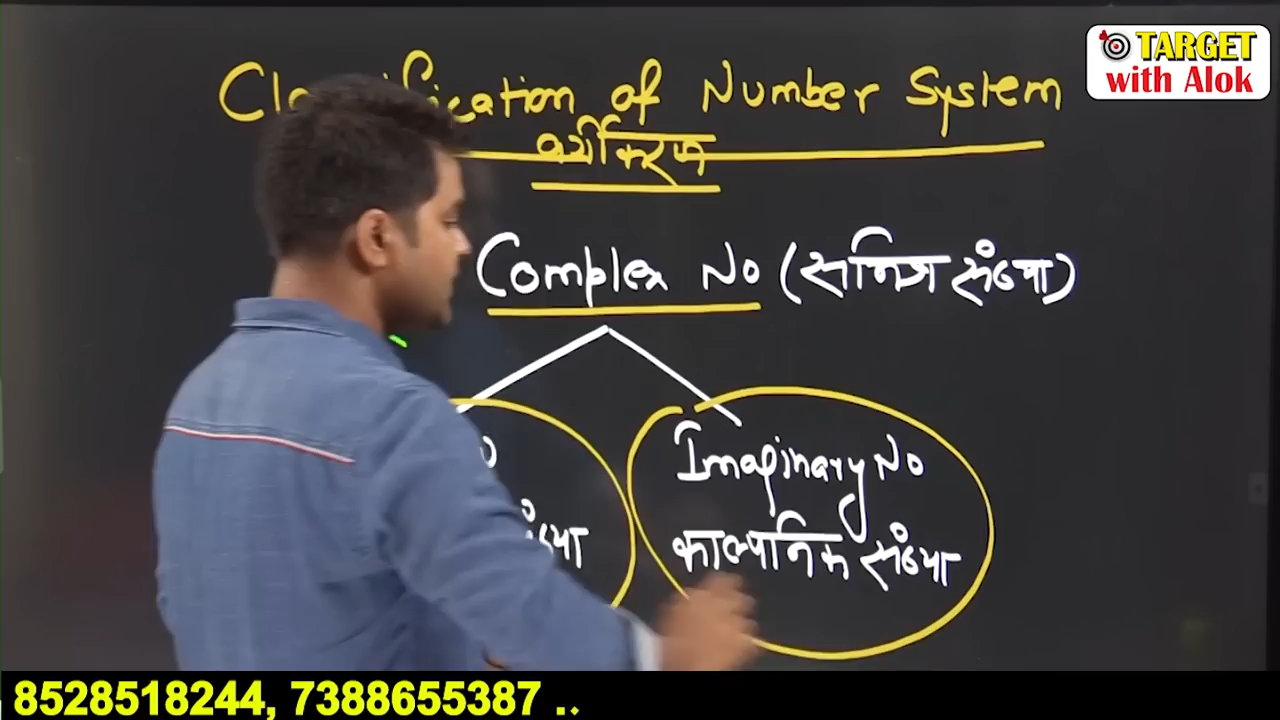 TARGET
with Alok
Classification of Number System
वर्गीकरण
Complex No (समिश्र संख्या)
Imaginary No
काल्पनिक संख्या
संख्या
8528518244, 7388655387 ..